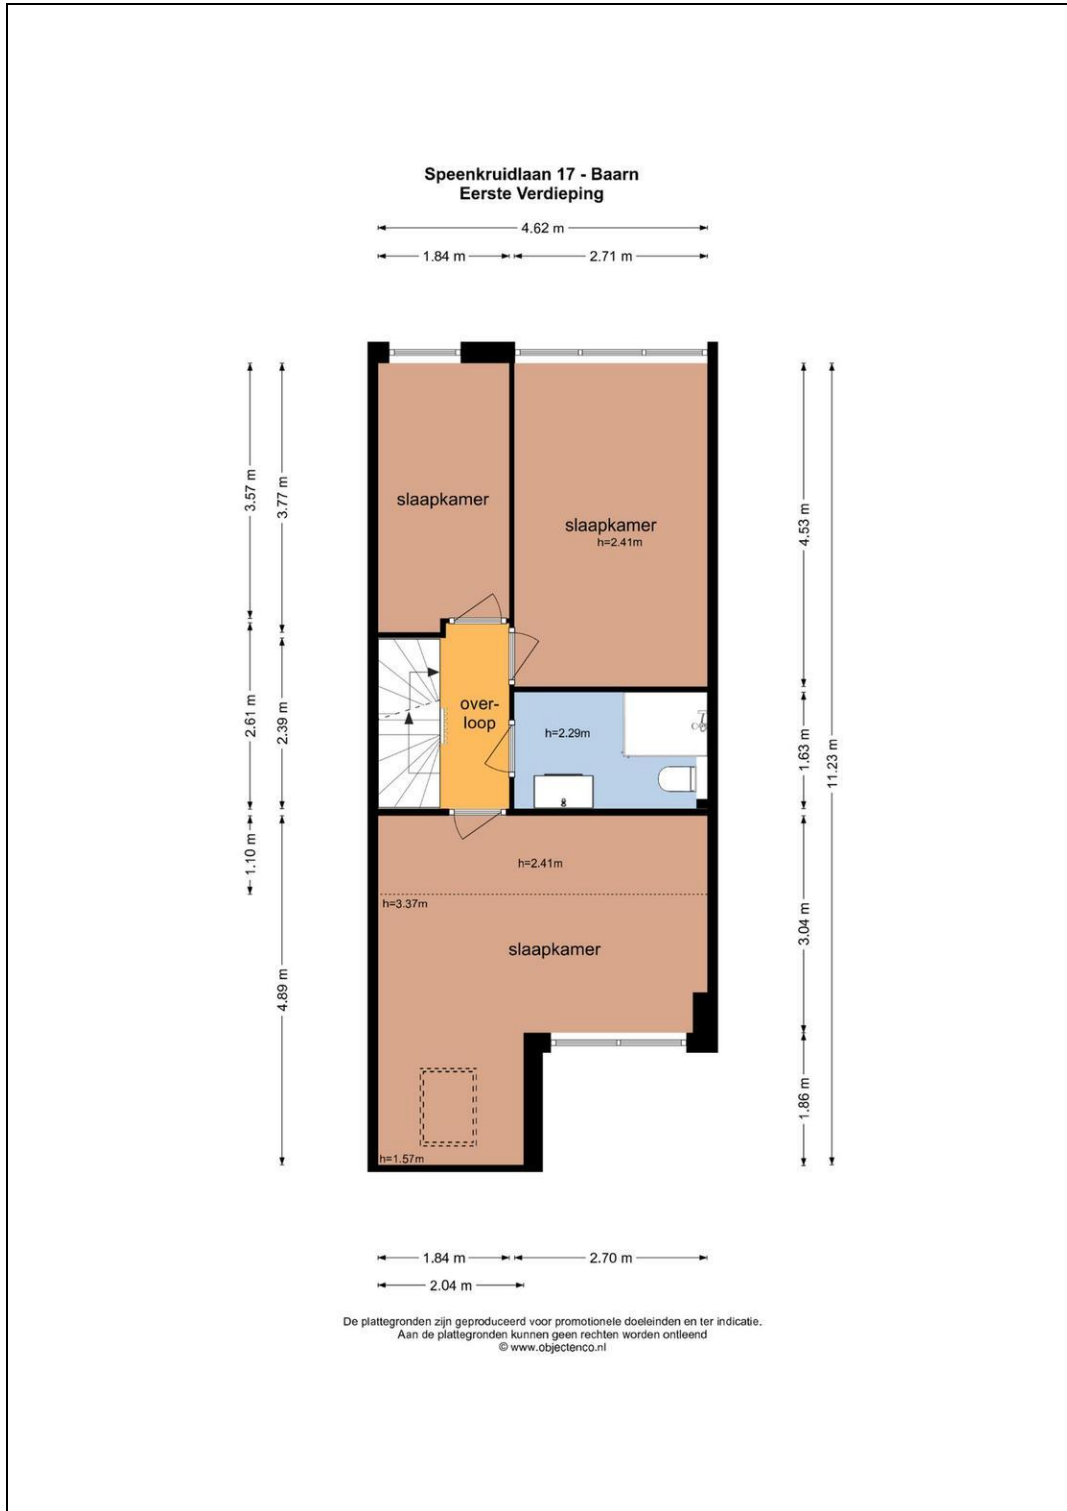 Speenkruidlaan 17 - Baarn
Eerste Verdieping
4.62 m
1.84 m
2.71 m
3.57 m
3.77 m
4.53 m
slaapkamer
slaapkamer
h=2.41m
2.61 m
2.39 m
over-
loop
h=2.29m
1.63 m
11.23 m
1.10 m
h=2.41m
h=3.37m
slaapkamer
3.04 m
4.89 m
1.86 m
h=1.57m
1.84 m
2.70 m
2.04 m
De plattegronden zijn geproduceerd voor promotionele doeleinden en ter indicatie.
Aan de plattegronden kunnen geen rechten worden ontleend
© www.objectenco.nl